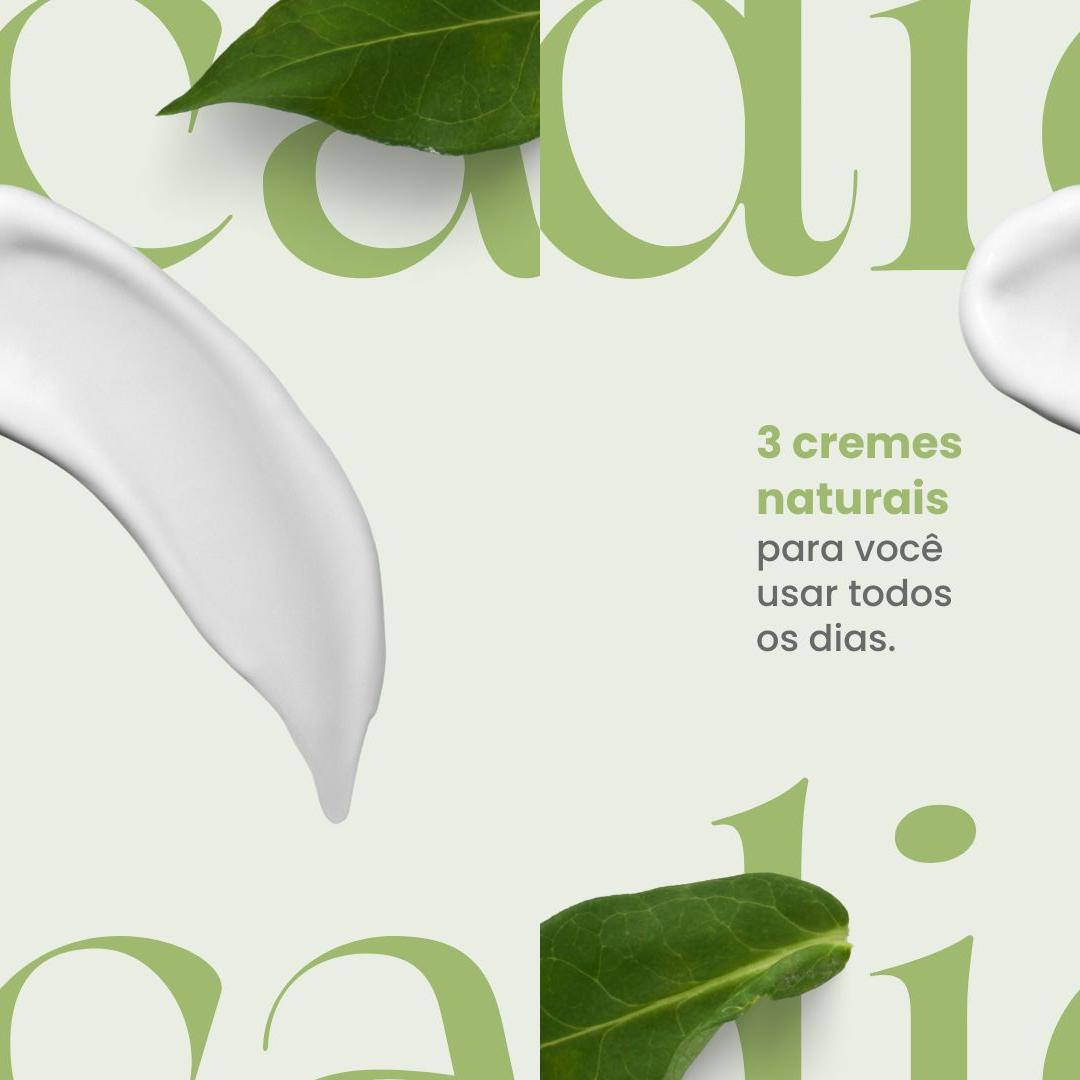 3 cremes
naturais
para você
usar todos
os dias.